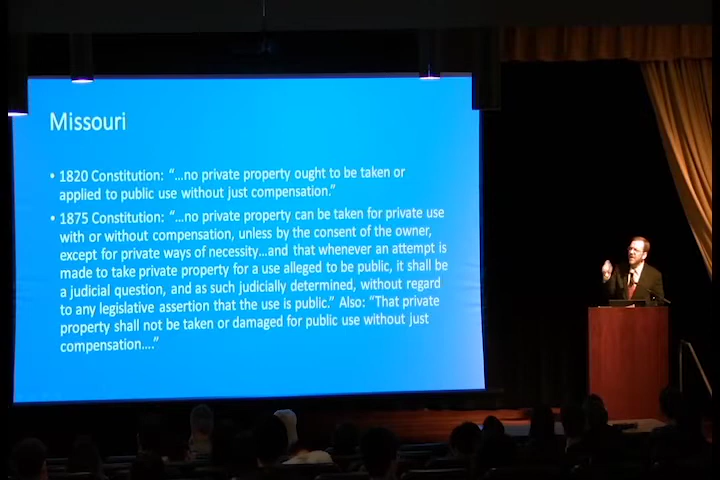 Missouri
• 1820 Constitution: “...no private property ought to be taken or
applied to public use without just compensation.”
• 1875 Constitution: “...no private property can be taken for private use
with or without compensation, unless by the consent of the owner,
except for private ways of necessity...and that whenever an attempt is
made to take private property for a use alleged to be public, it shall be
a judicial question, and as such judicially determined, without regard
to any legislative assertion that the use is public.” Also: “That private
property shall not be taken or damaged for public use without just
compensation....”